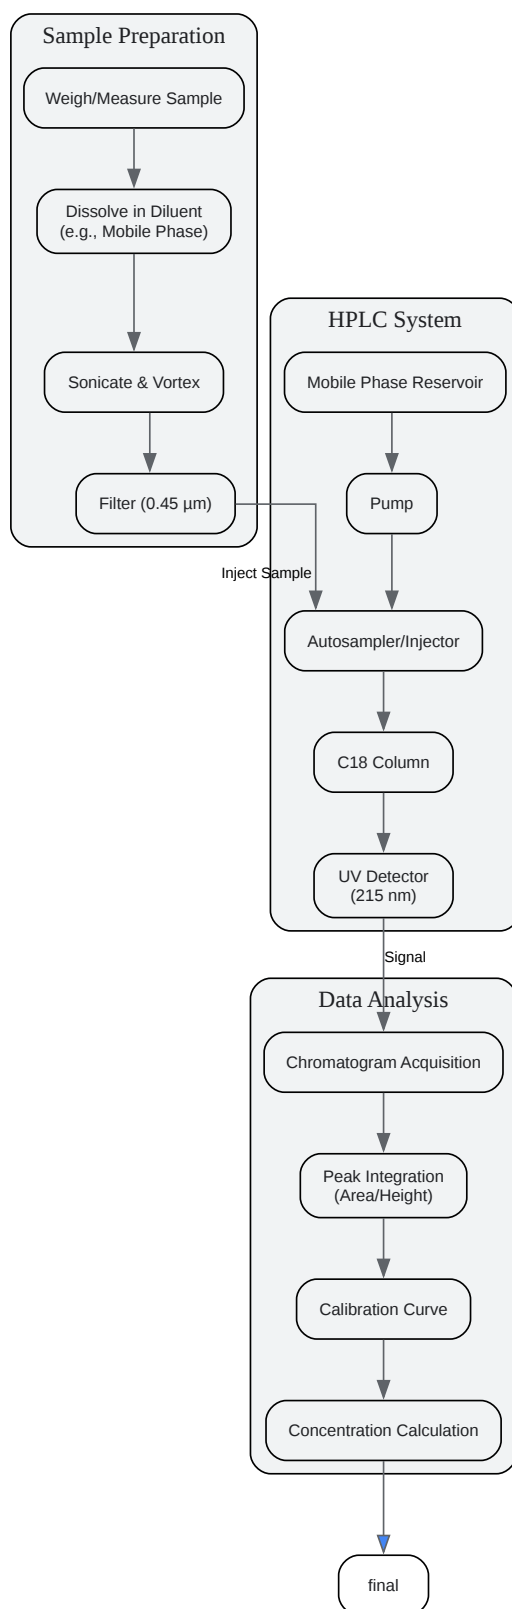 Sample Preparation
Weigh/Measure Sample
Dissolve in Diluent
(e.g., Mobile Phase)
Sonicate & Vortex
Filter (0.45 µm)
Inject Sample
HPLC System
Mobile Phase Reservoir
Pump
Autosampler/Injector
C18 Column
UV Detector
(215 nm)
Signal
Data Analysis
Chromatogram Acquisition
Peak Integration
(Area/Height)
Calibration Curve
Concentration Calculation
final